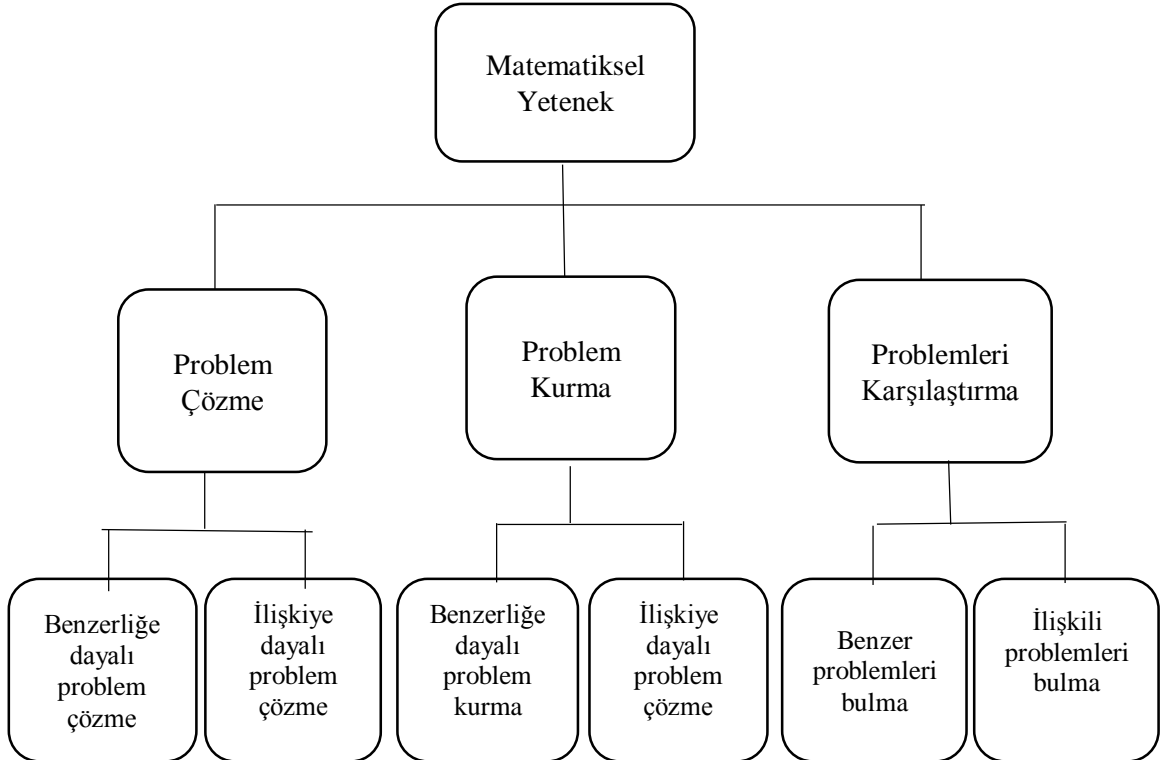 Matematiksel
Yetenek
Problem
Çözme
Problem
Kurma
Problemleri
Karşılaştırma
Benzerliğe
dayalı
problem
çözme
İlişkiye
dayalı
problem
çözme
Benzerliğe
dayalı
problem
kurma
İlişkiye
dayalı
problem
çözme
Benzer
problemleri
bulma
İlişkili
problemleri
bulma